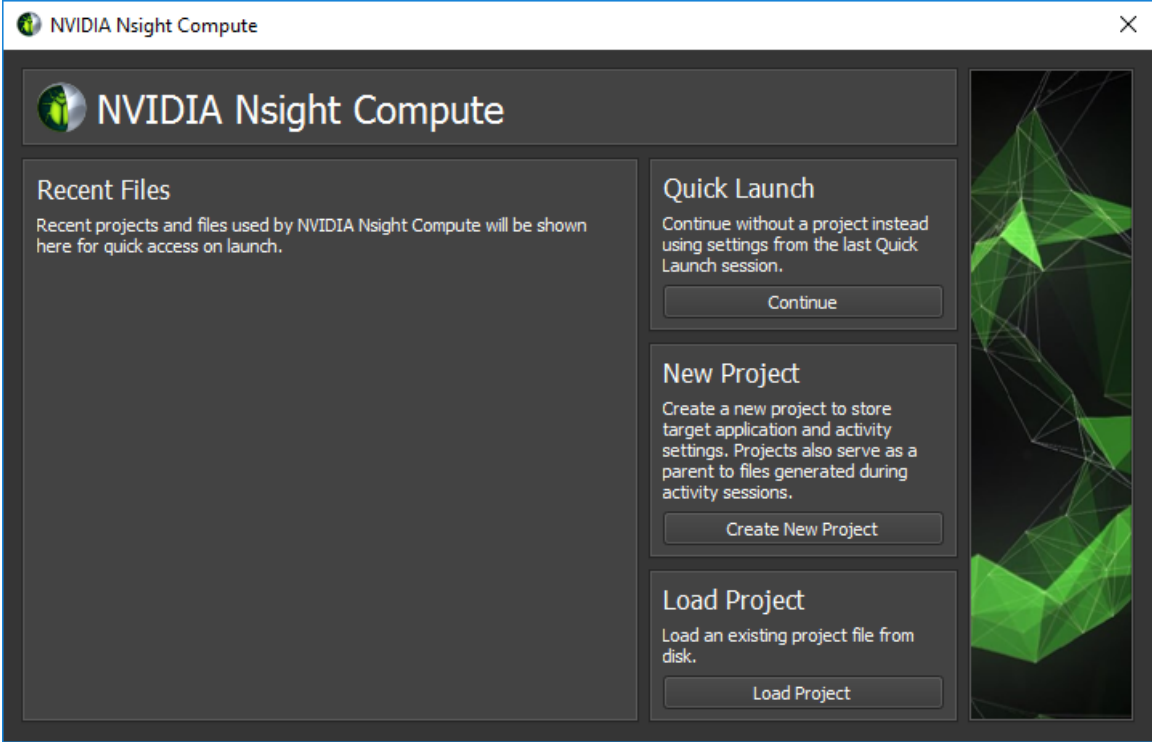 NVIDIA Nsight Compute
NVIDIA Nsight Compute
Recent Files
Recent projects and files used by NVIDIA Nsight Compute will be shown
here for quick access on launch.
Quick Launch
Continue without a project instead
using settings from the last Quick
Launch session.
Continue
New Project
Create a new project to store
target application and activity
settings. Projects also serve as a
parent to files generated during
activity sessions.
Create New Project
Load Project
Load an existing project file from
disk.
Load Project